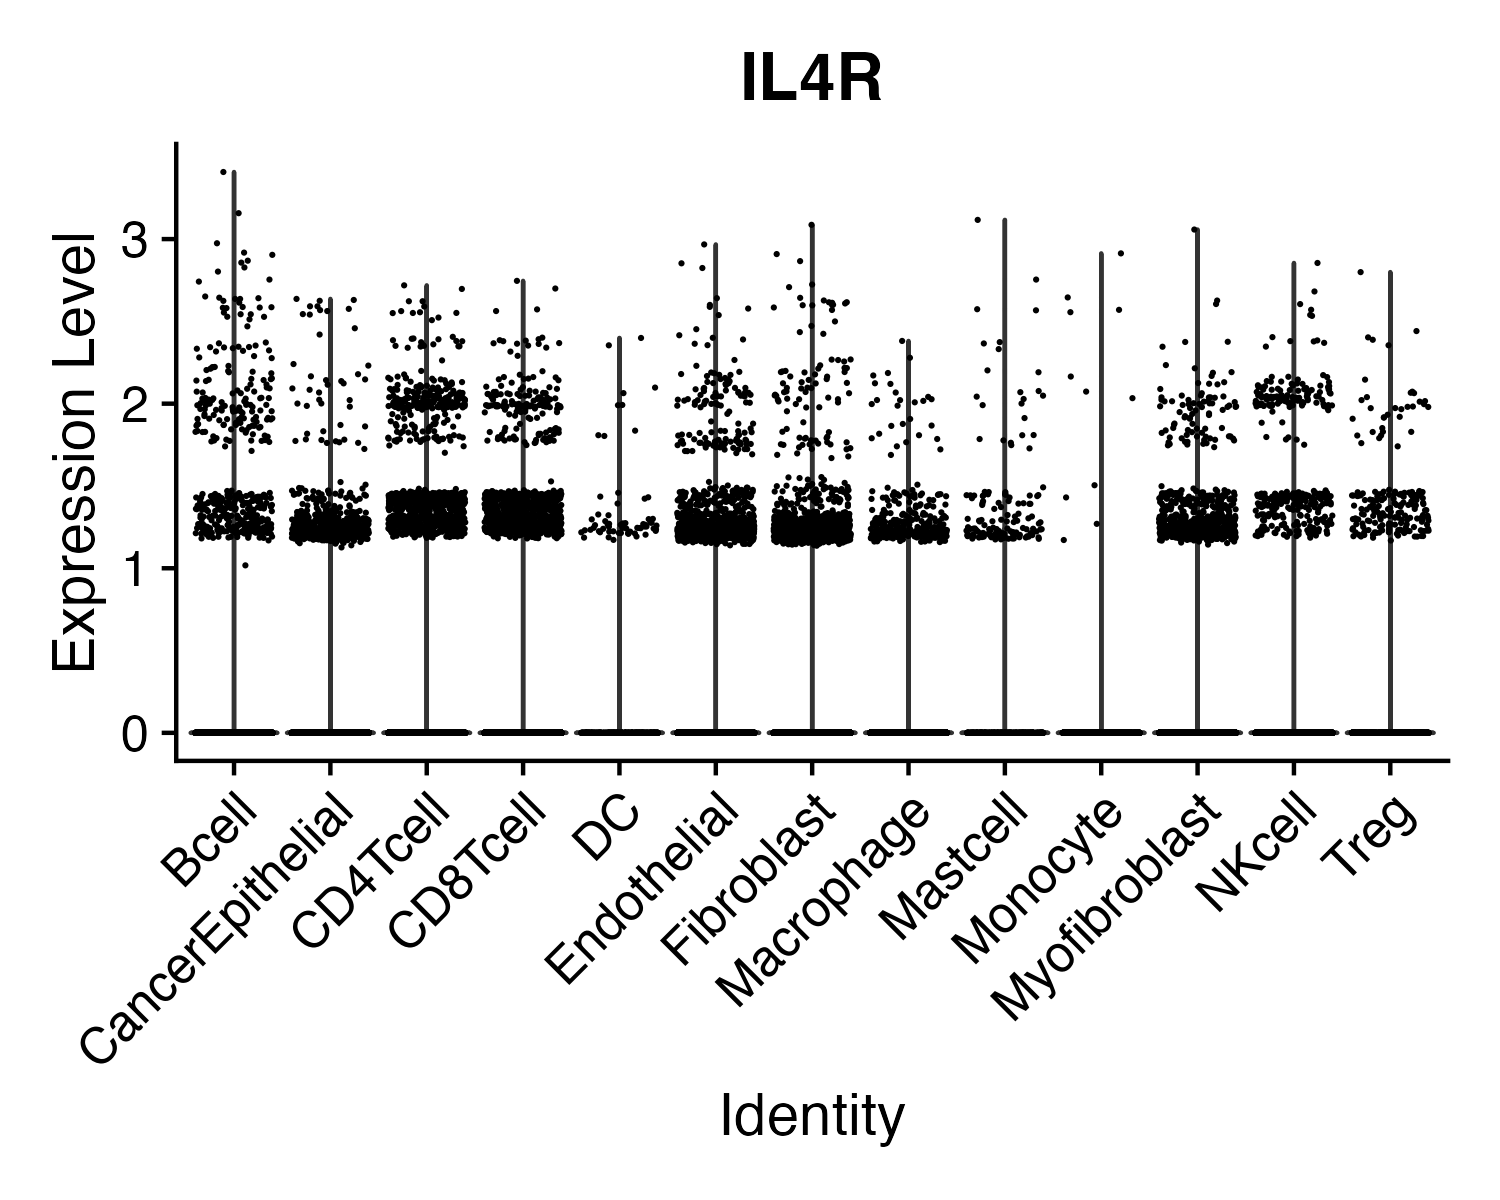 IL4R
Expression Level
3
2
1
0
Bcell
CancerEpithelial
CD4Tcell
CD8Tcell
DC
Endothelial
Fibroblast
Macrophage
Mastcell
Monocyte
Myofibroblast
NKcell
Treg
Identity